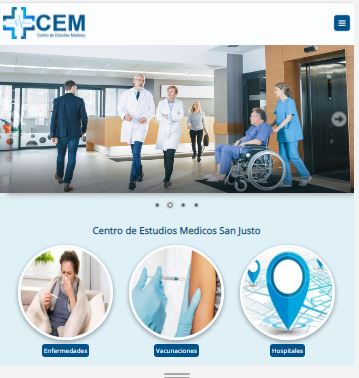 CEM
Centro de Estudios Medicos
Centro de Estudios Medicos San Justo
Enfermedades
Vacunaciones
Hospitales